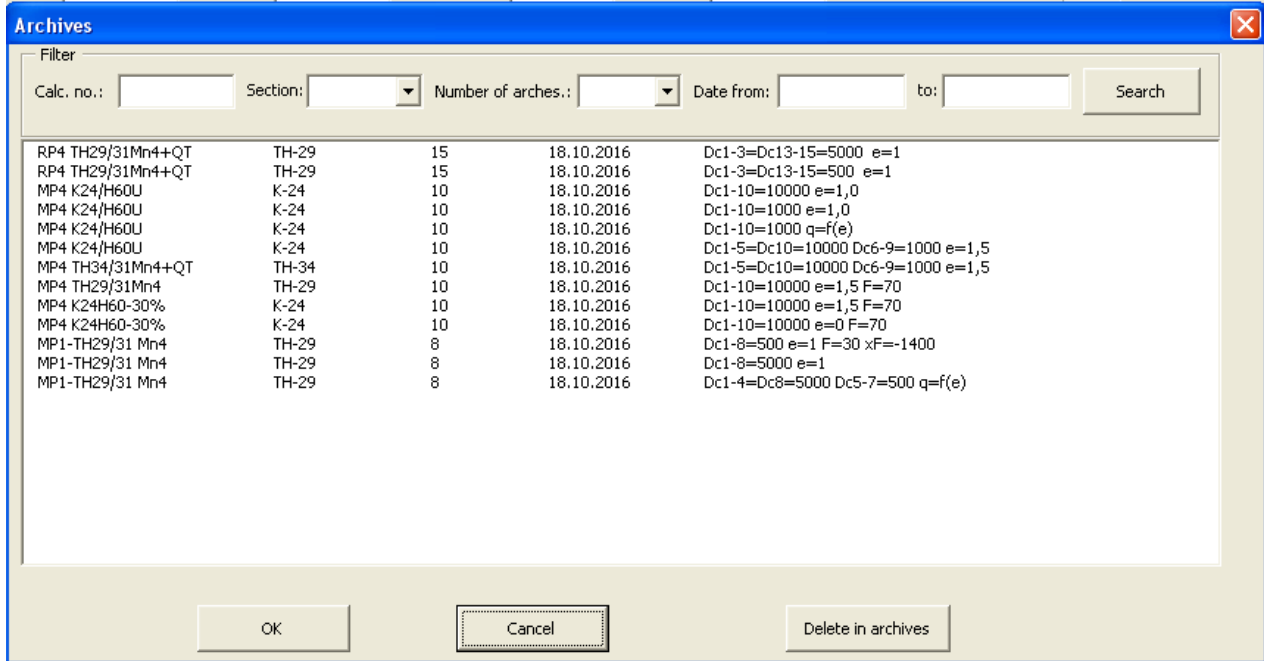 Archives
Filter
Calc. no.: Section: Number of arches.: Date from: to: Search
RP4 TH29/31Mn4+QT TH-29 15 18.10.2016 Dc1-3=Dc13-15=5000 e=1
RP4 TH29/31Mn4+QT TH-29 15 18.10.2016 Dc1-3=Dc13-15=500 e=1
MP4 K24/H60U K-24 10 18.10.2016 Dc1-10=10000 e=1,0
MP4 K24/H60U K-24 10 18.10.2016 Dc1-10=1000 e=1,0
MP4 K24/H60U K-24 10 18.10.2016 Dc1-10=1000 q=f(e)
MP4 K24/H60U K-24 10 18.10.2016 Dc1-5=Dc10=10000 Dc6-9=1000 e=1,5
MP4 TH34/31Mn4+QT TH-34 10 18.10.2016 Dc1-5=Dc10=10000 Dc6-9=1000 e=1,5
MP4 TH29/31Mn4 TH-29 10 18.10.2016 Dc1-10=10000 e=1,5 F=70
MP4 K24H60-30% K-24 10 18.10.2016 Dc1-10=10000 e=1,5 F=70
MP4 K24H60-30% K-24 10 18.10.2016 Dc1-10=10000 e=0 F=70
MP1-TH29/31 Mn4 TH-29 8 18.10.2016 Dc1-8=500 e=1 F=30 xF=-1400
MP1-TH29/31 Mn4 TH-29 8 18.10.2016 Dc1-8=5000 e=1
MP1-TH29/31 Mn4 TH-29 8 18.10.2016 Dc1-4=Dc8=5000 Dc5-7=500 q=f(e)
OK Cancel Delete in archives